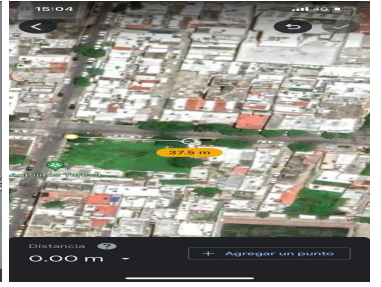 15:04
4G
37.5 m
Distancia ?
0.00 m
+ Agregar un punto